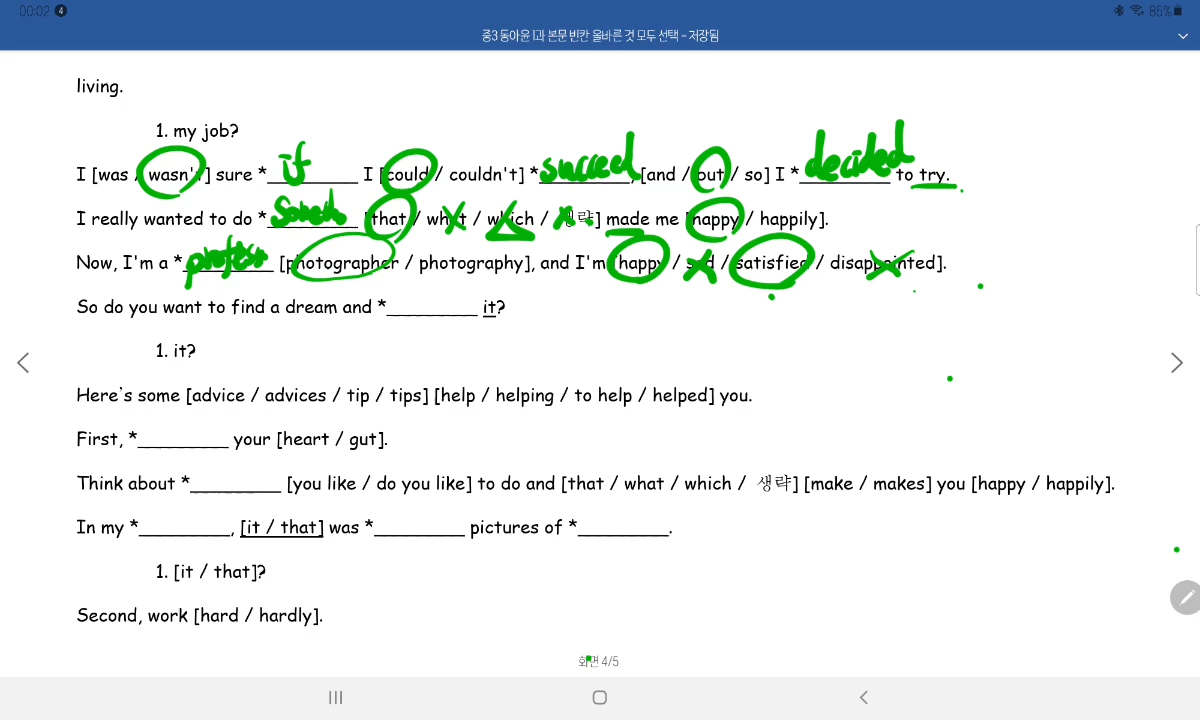 00:02 4 85%
중3 동아윤 1과 본문 빈칸 올바른 것 모두 선택 - 저장됨
living.
1. my job?
I [was / wasn't] sure * if I [could / couldn't] * succeed, [and / but / so] I * decided to try.
I really wanted to do * [that / what / which / 생략] made me [happy / happily].
Now, I'm a * [photographer / photography], and I'm [happy / sad / satisfied / disappointed].
So do you want to find a dream and *________ it?
1. it?
Here's some [advice / advices / tip / tips] [help / helping / to help / helped] you.
First, *________ your [heart / gut].
Think about *________ [you like / do you like] to do and [that / what / which / 생략] [make / makes] you [happy / happily].
In my *________, [it / that] was *________ pictures of *________.
1. [it / that]?
Second, work [hard / hardly].
화면 4/5